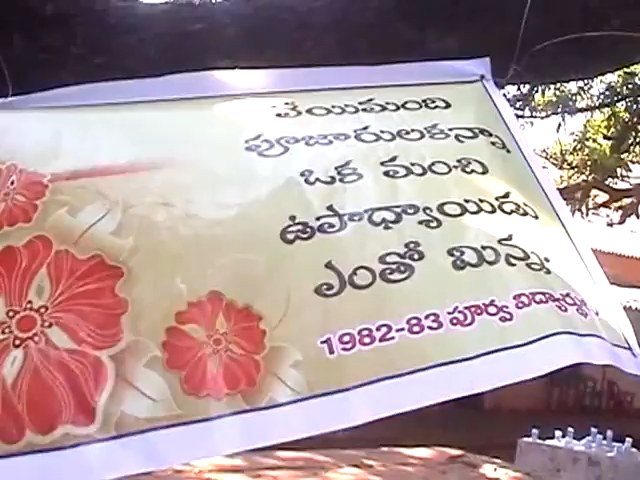 వేయిమంది
పూజారులకన్నా
ఒక మంచి
ఉపాధ్యాయుడు
ఎంతో మిన్న.
1982-83 పూర్వ విద్యార్థులు